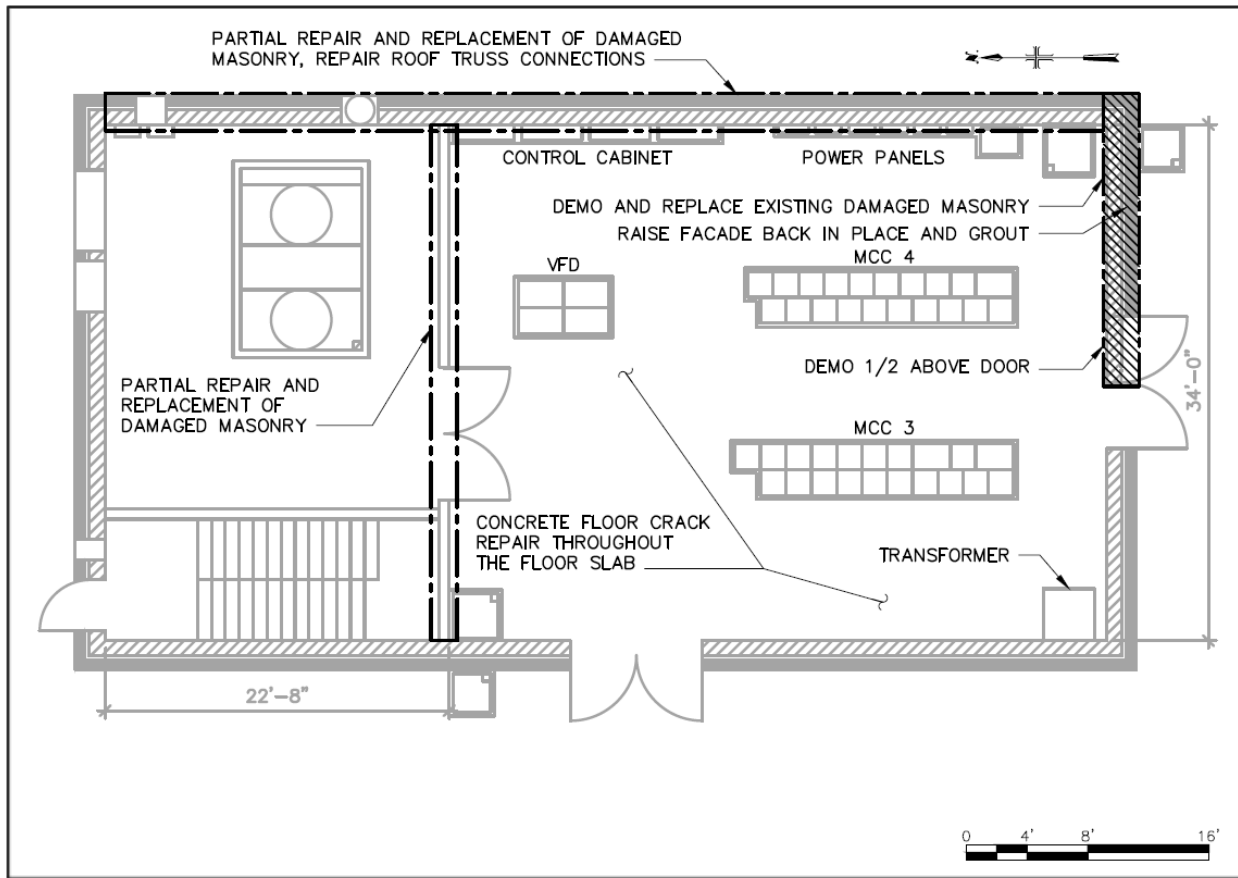 PARTIAL REPAIR AND REPLACEMENT OF DAMAGED
MASONRY, REPAIR ROOF TRUSS CONNECTIONS
N
CONTROL CABINET
POWER PANELS
DEMO AND REPLACE EXISTING DAMAGED MASONRY
RAISE FACADE BACK IN PLACE AND GROUT
MCC 4
VFD
DEMO 1/2 ABOVE DOOR
34'-0"
PARTIAL REPAIR AND
REPLACEMENT OF
DAMAGED MASONRY
MCC 3
CONCRETE FLOOR CRACK
REPAIR THROUGHOUT
THE FLOOR SLAB
TRANSFORMER
22'-8"
0 4' 8' 16'